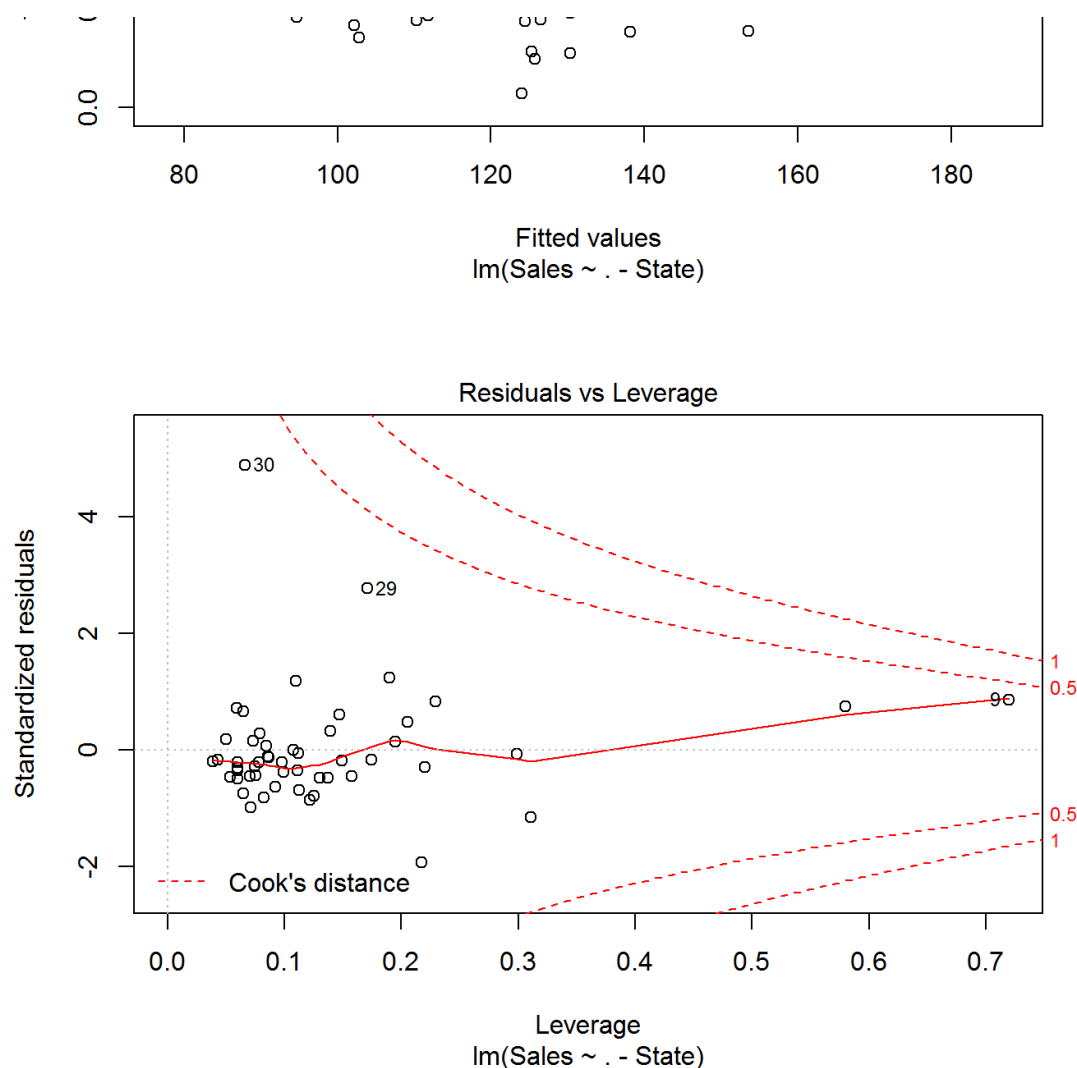 0.0
80 100 120 140 160 180
Fitted values
lm(Sales ~ . - State)
Residuals vs Leverage
30
4
29
2
1
0.5
9
0
0.5
1
-2
Standardized residuals
Cook's distance
0.0 0.1 0.2 0.3 0.4 0.5 0.6 0.7
Leverage
lm(Sales ~ . - State)